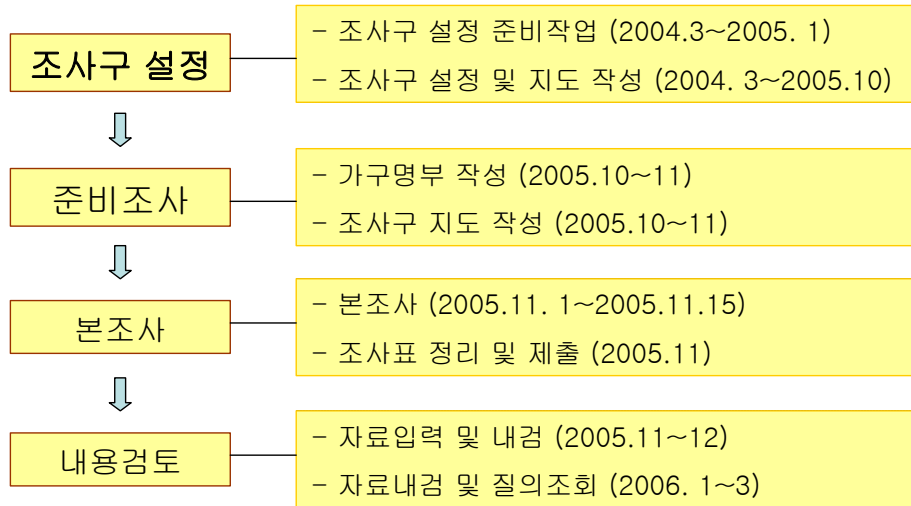 조사구 설정
- 조사구 설정 준비작업 (2004.3~2005. 1)
- 조사구 설정 및 지도 작성 (2004. 3~2005.10)
준비조사
- 가구명부 작성 (2005.10~11)
- 조사구 지도 작성 (2005.10~11)
본조사
- 본조사 (2005.11. 1~2005.11.15)
- 조사표 정리 및 제출 (2005.11)
내용검토
- 자료입력 및 내검 (2005.11~12)
- 자료내검 및 질의조회 (2006. 1~3)